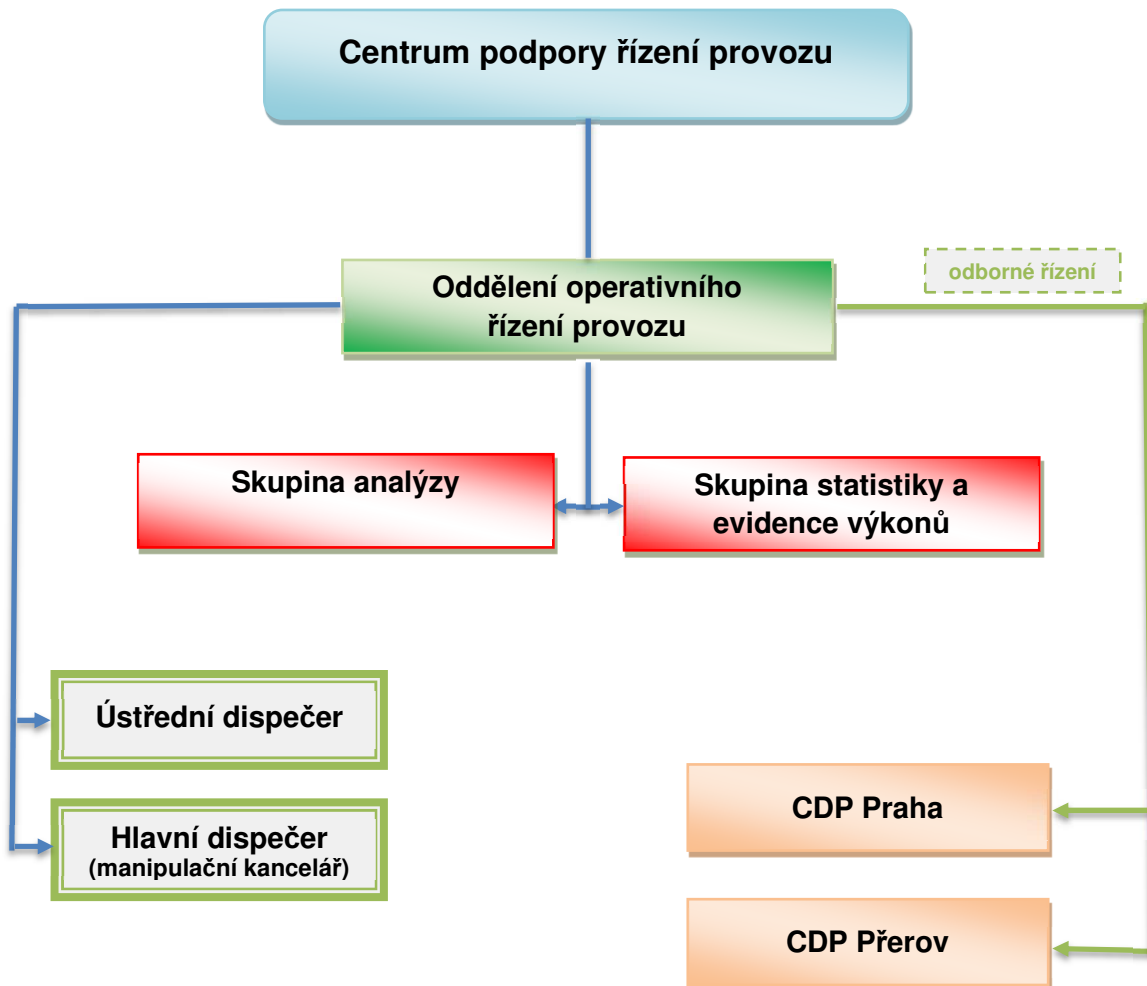 Centrum podpory řízení provozu
Oddělení operativního
řízení provozu
odborné řízení
Skupina analýzy
Skupina statistiky a
evidence výkonů
Ústřední dispečer
Hlavní dispečer
(manipulační kancelář)
CDP Praha
CDP Přerov